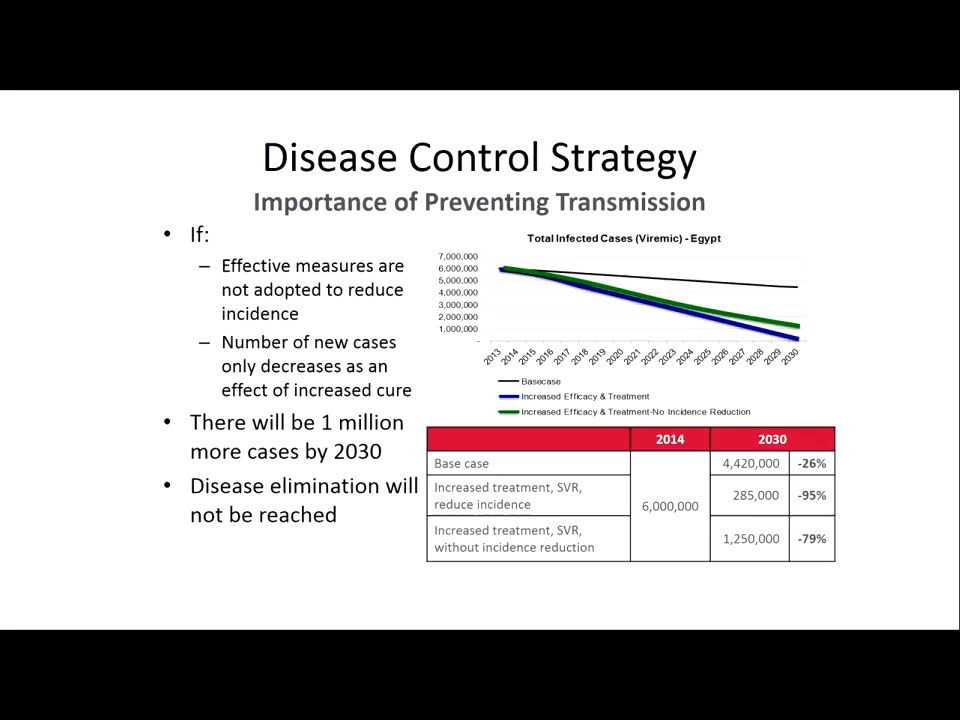 Disease Control Strategy
Importance of Preventing Transmission
• If:
– Effective measures are
not adopted to reduce
incidence
– Number of new cases
only decreases as an
effect of increased cure
• There will be 1 million
more cases by 2030
• Disease elimination will
not be reached
Total Infected Cases (Viremic) - Egypt
7,000,000
6,000,000
5,000,000
4,000,000
3,000,000
2,000,000
1,000,000
-
2013 2014 2015 2016 2017 2018 2019 2020 2021 2022 2023 2024 2025 2026 2027 2028 2029 2030
Basecase
Increased Efficacy & Treatment
Increased Efficacy & Treatment-No Incidence Reduction
2014 2030
Base case 4,420,000 -26%
Increased treatment, SVR,
reduce incidence 285,000 -95%
6,000,000
Increased treatment, SVR,
without incidence reduction 1,250,000 -79%